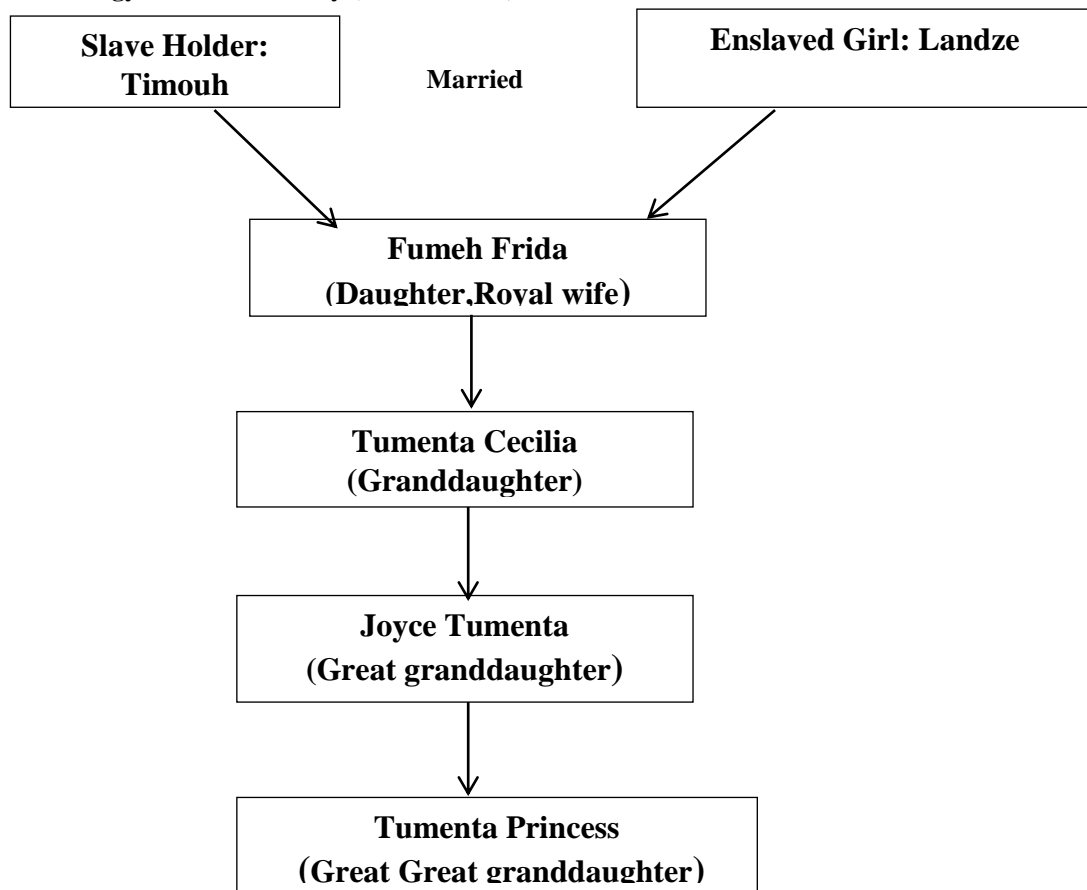 Slave Holder:
Timouh
Married
Enslaved Girl: Landze
Fumeh Frida
(Daughter,Royal wife)
Tumenta Cecilia
(Granddaughter)
Joyce Tumenta
(Great granddaughter)
Tumenta Princess
(Great Great granddaughter)